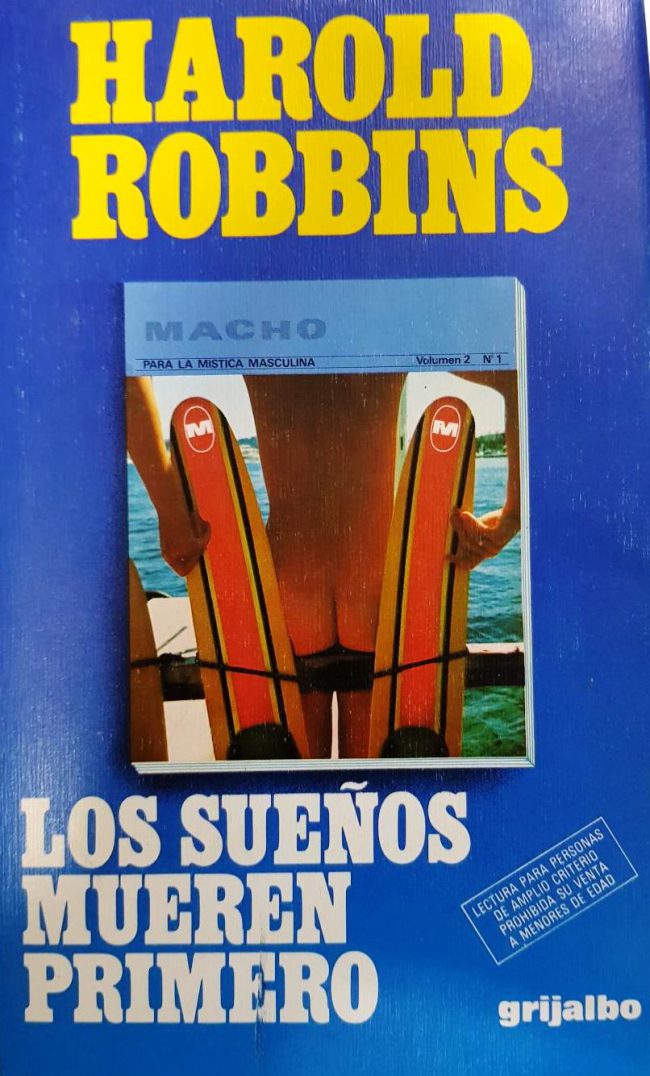 HAROLD
ROBBINS
MACHO
PARA LA MISTICA MASCULINA Volumen 2 Nº 1
M M
LOS SUEÑOS
MUEREN
PRIMERO
LECTURA PARA PERSONAS
DE AMPLIO CRITERIO
PROHIBIDA SU VENTA
A MENORES DE EDAD
grijalbo